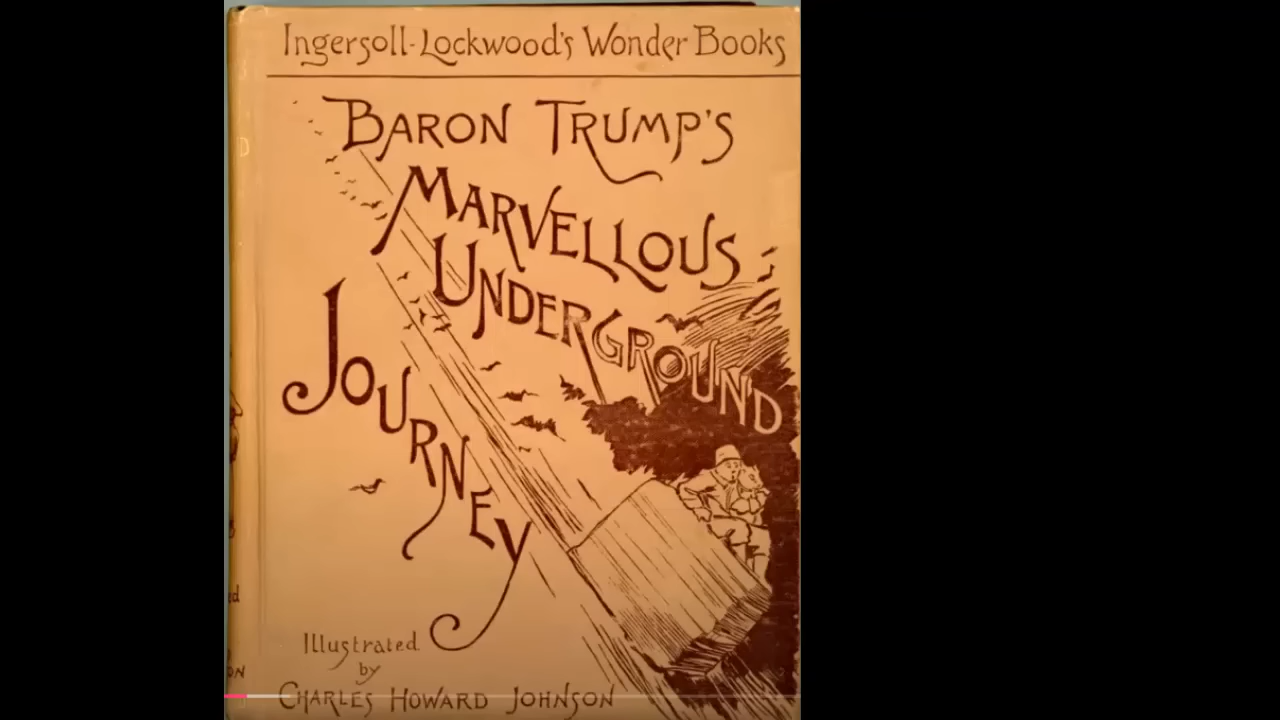 Ingersoll-Lockwood's Wonder Books
BARON TRUMP'S
MARVELLOUS
UNDERGROUND
JOURNEY
Illustrated
by
CHARLES HOWARD JOHNSON